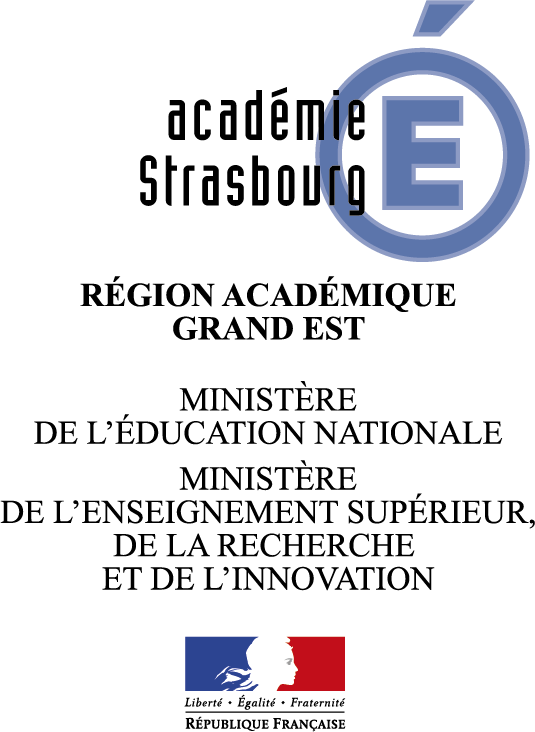 académie
Strasbourg
É
RÉGION ACADÉMIQUE
GRAND EST
MINISTÈRE
DE L’ÉDUCATION NATIONALE
MINISTÈRE
DE L’ENSEIGNEMENT SUPÉRIEUR,
DE LA RECHERCHE
ET DE L’INNOVATION
Liberté • Égalité • Fraternité
RÉPUBLIQUE FRANÇAISE